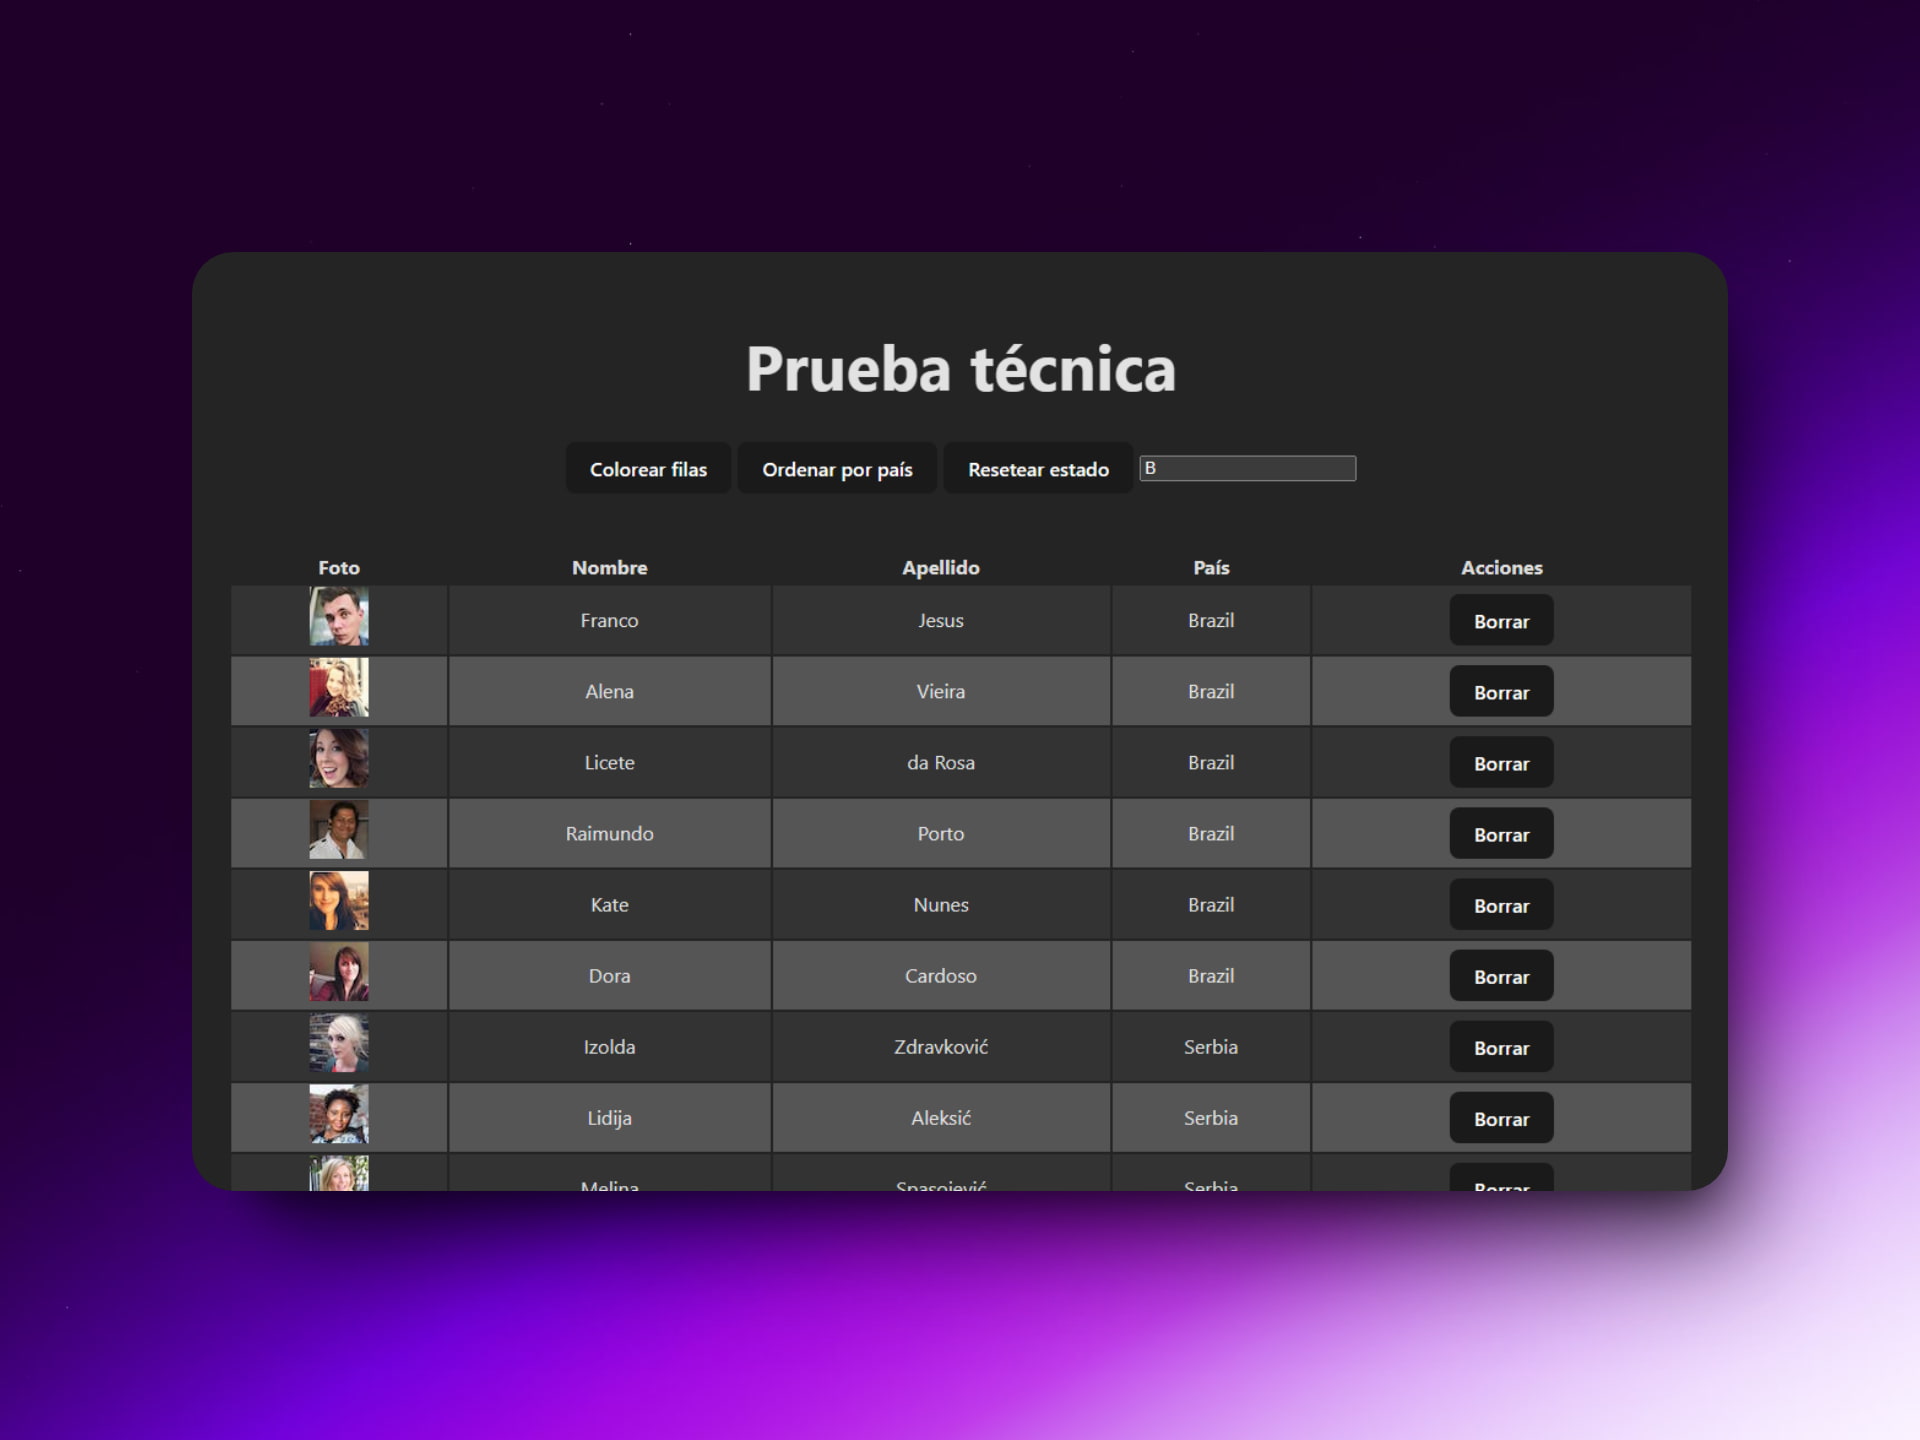 Prueba técnica
Colorear filas Ordenar por país Resetear estado B
Foto Nombre Apellido País Acciones
Franco Jesus Brazil Borrar
Alena Vieira Brazil Borrar
Licete da Rosa Brazil Borrar
Raimundo Porto Brazil Borrar
Kate Nunes Brazil Borrar
Dora Cardoso Brazil Borrar
Izolda Zdravković Serbia Borrar
Lidija Aleksić Serbia Borrar
Melina Spasojević Serbia Borrar